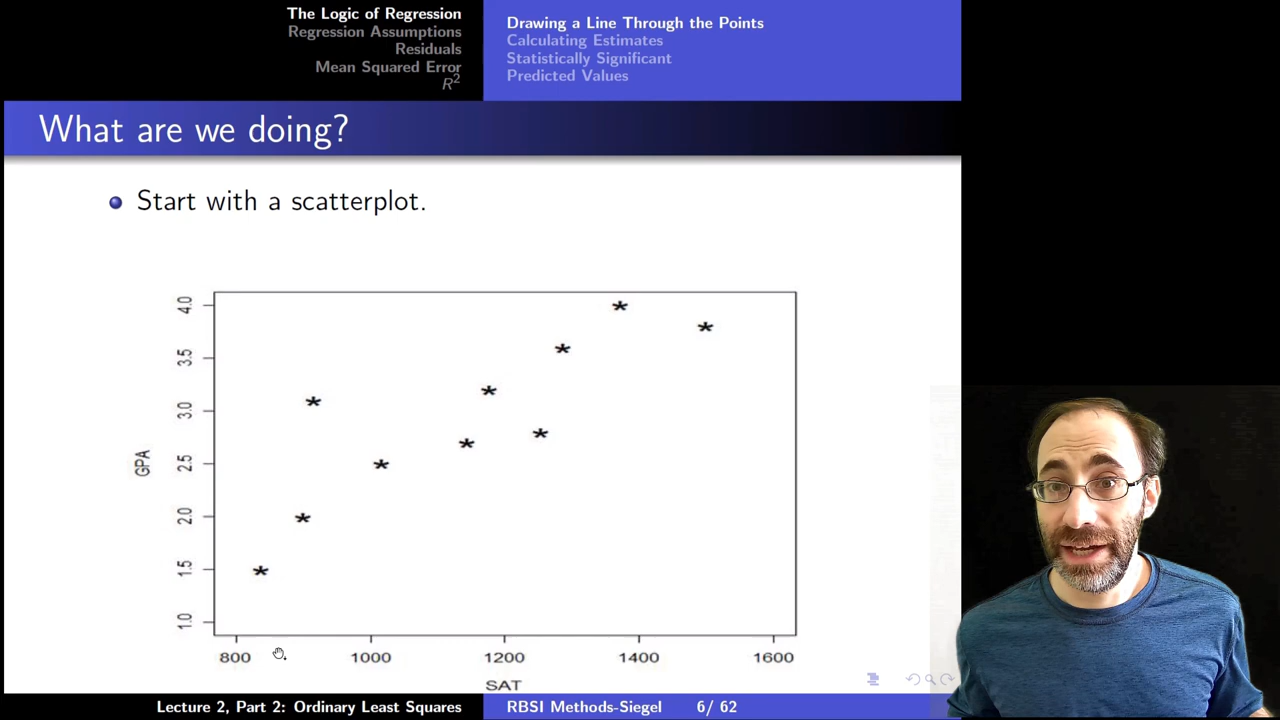 The Logic of Regression
Regression Assumptions
Residuals
Mean Squared Error
R²
Drawing a Line Through the Points
Calculating Estimates
Statistically Significant
Predicted Values
What are we doing?
Start with a scatterplot.
4.0
3.5
3.0
2.5
2.0
1.5
1.0
GPA
800 1000 1200 1400 1600
SAT
Lecture 2, Part 2: Ordinary Least Squares RBSI Methods-Siegel 6/ 62